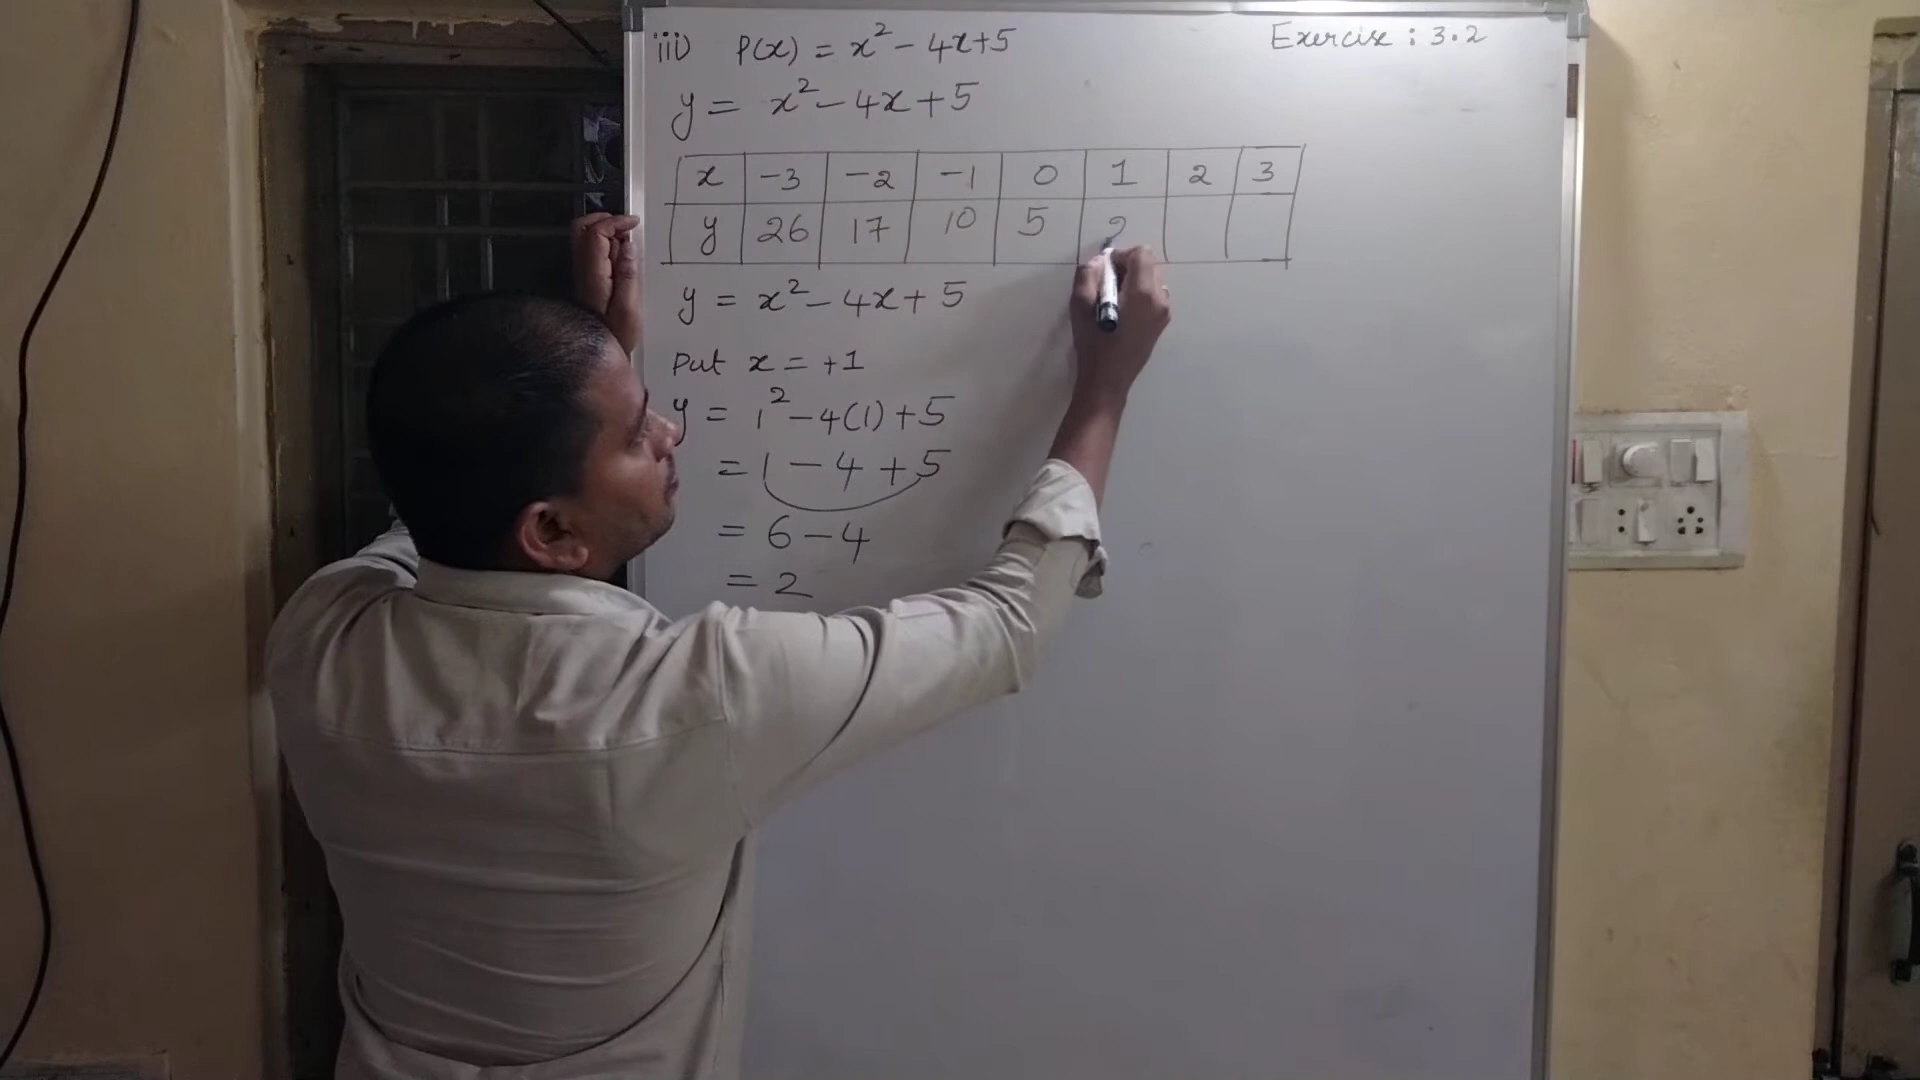 iii) P(x) = x² - 4x+5
Exercise : 3.2
y = x² - 4x + 5
x -3 -2 -1 0 1 2 3
y 26 17 10 5 2
y = x² - 4x + 5
Put x = +1
y = 1² - 4(1) + 5
= 1 - 4 + 5
= 6 - 4
= 2